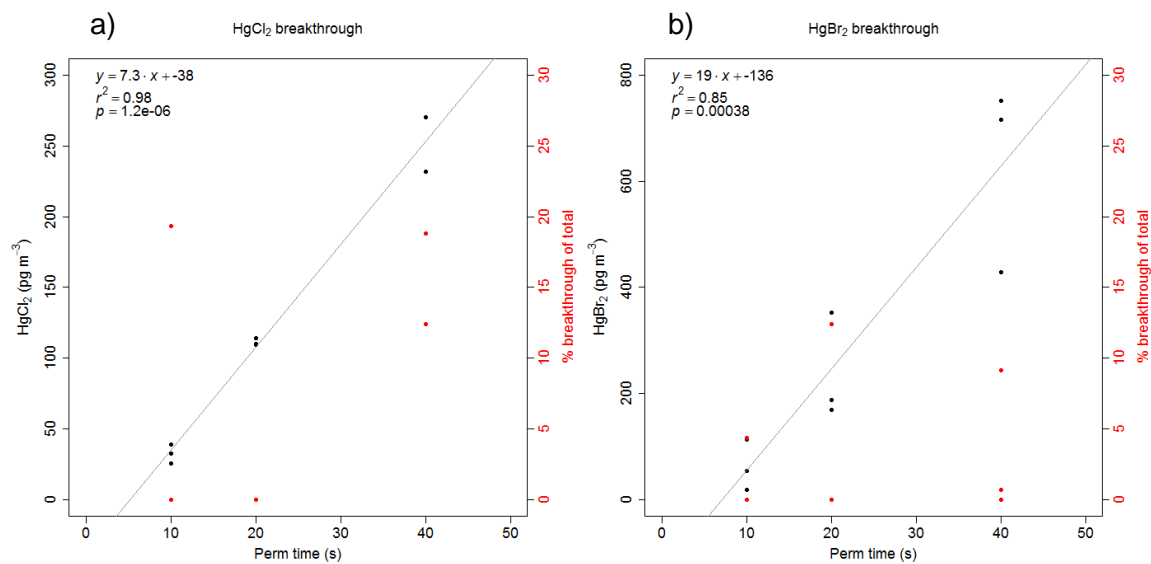 a)
HgCl₂ breakthrough
y = 7.3 · x + -38
r² = 0.98
p = 1.2e-06
HgCl₂ (pg m⁻³)
300
250
200
150
100
50
0
30
25
20
15
10
5
0
% breakthrough of total
0 10 20 30 40 50
Perm time (s)
b)
HgBr₂ breakthrough
y = 19 · x + -136
r² = 0.85
p = 0.00038
HgBr₂ (pg m⁻³)
800
600
400
200
0
30
25
20
15
10
5
0
% breakthrough of total
0 10 20 30 40 50
Perm time (s)